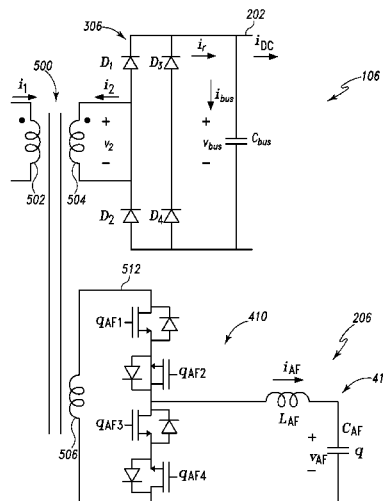 202
306
500
D1 D3 ir iDC
i1 i2 ibus 106
+ v2 − + vbus − Cbus
502 504
D2 D4
512
qAF1 410 206
qAF2 iAF 41
LAF CAF
506 qAF3 + vAF − q
qAF4